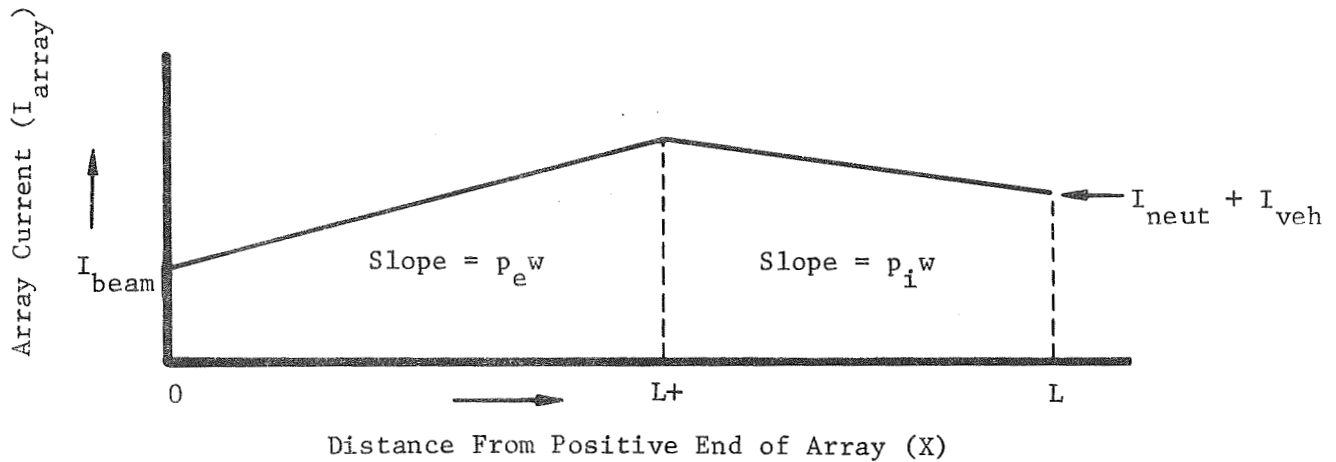 Array Current (I_array)
I_beam
Slope = p_e w
Slope = p_i w
I_neut + I_veh
0
L+
L
Distance From Positive End of Array (X)